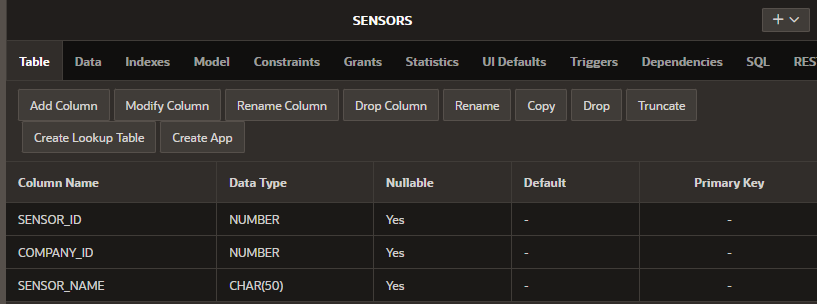 SENSORS
Table Data Indexes Model Constraints Grants Statistics UI Defaults Triggers Dependencies SQL RES
Add Column Modify Column Rename Column Drop Column Rename Copy Drop Truncate
Create Lookup Table Create App
Column Name Data Type Nullable Default Primary Key
SENSOR_ID NUMBER Yes - -
COMPANY_ID NUMBER Yes - -
SENSOR_NAME CHAR(50) Yes - -